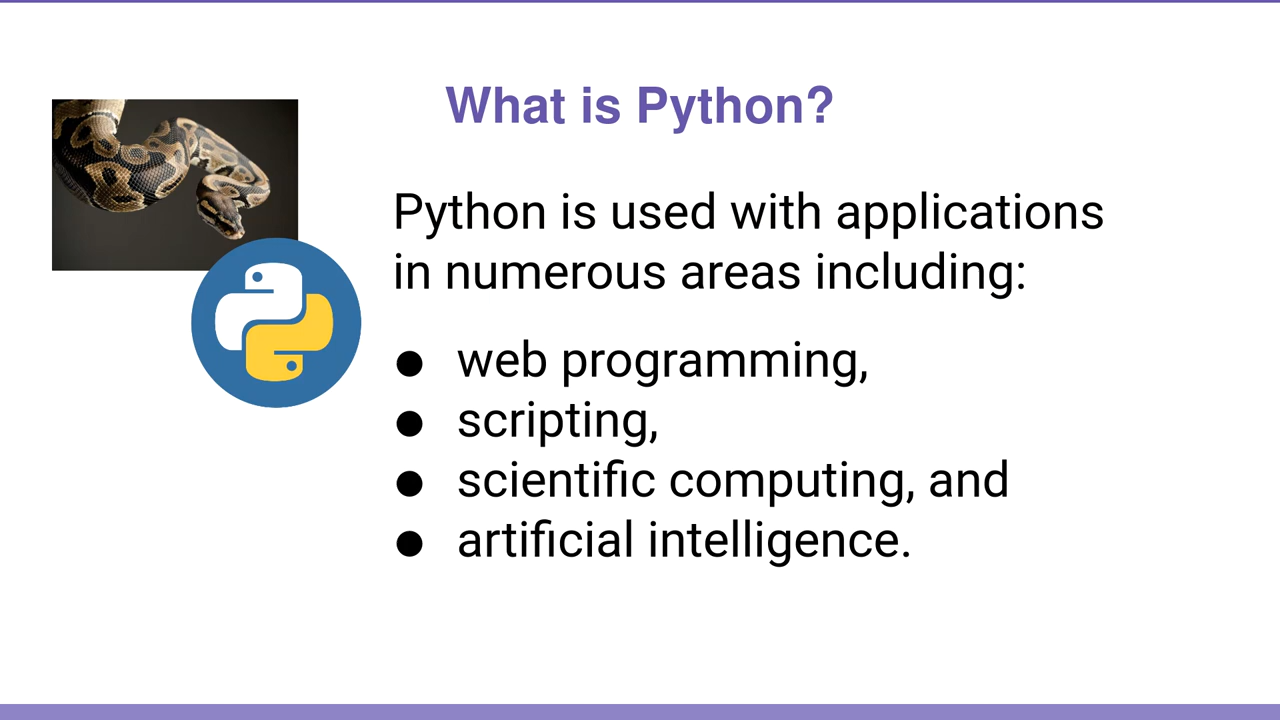 What is Python?
Python is used with applications
in numerous areas including:
● web programming,
● scripting,
● scientific computing, and
● artificial intelligence.